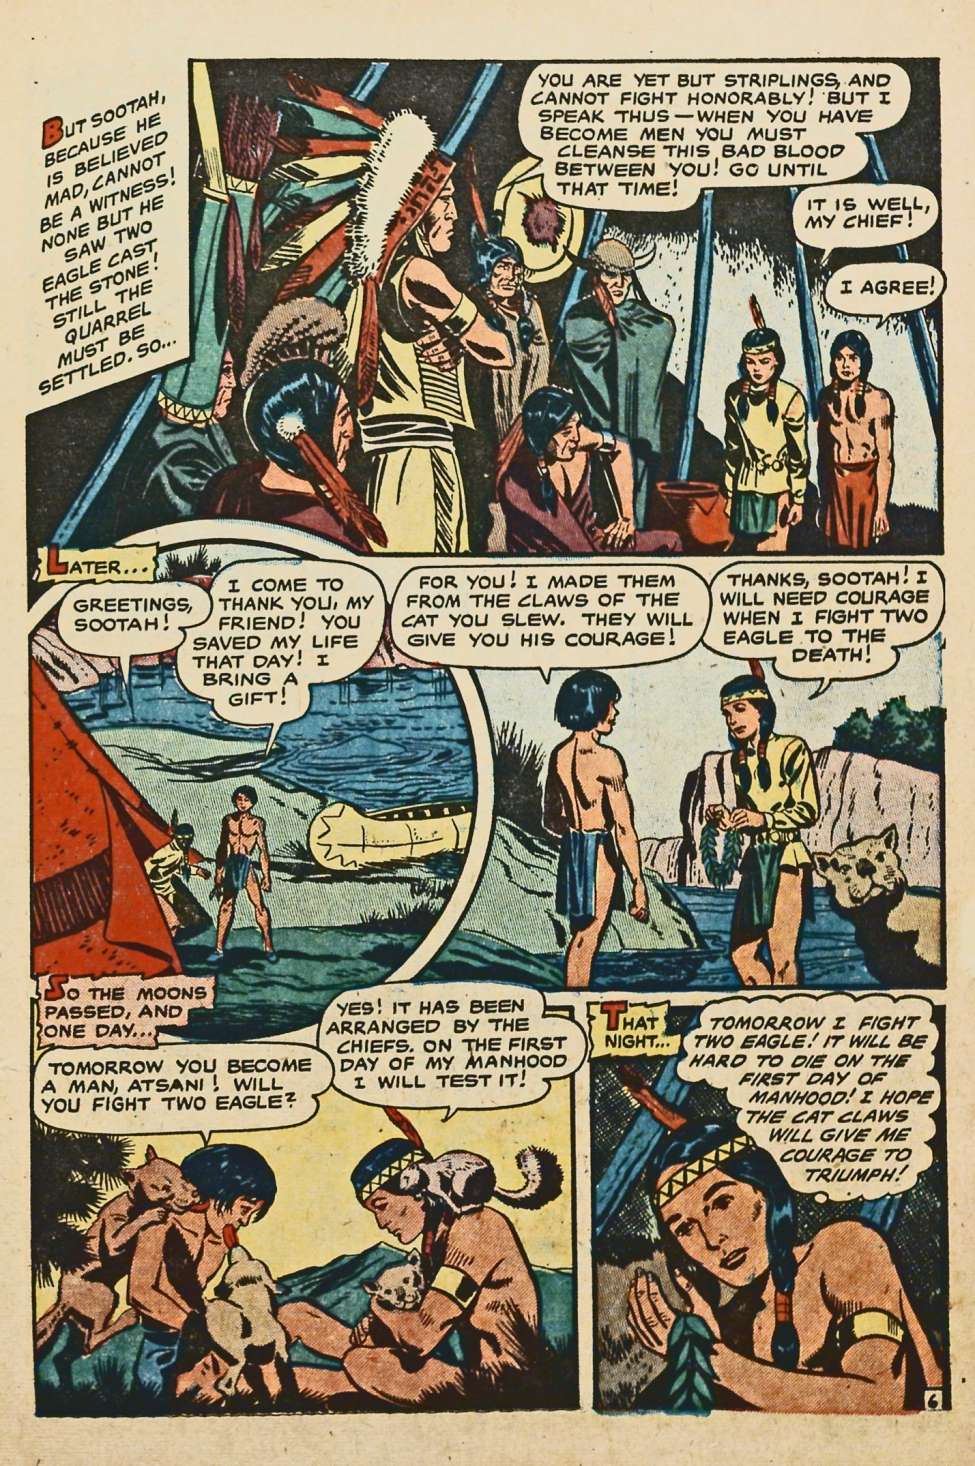 BUT SOOTAH,
BECAUSE HE
IS BELIEVED
MAD, CANNOT
BE A WITNESS!
NONE BUT HE
SAW TWO
EAGLE CAST
THE STONE!
STILL THE
QUARREL
MUST BE
SETTLED. SO...
YOU ARE YET BUT STRIPLINGS, AND
CANNOT FIGHT HONORABLY! BUT I
SPEAK THUS — WHEN YOU HAVE
BECOME MEN YOU MUST
CLEANSE THIS BAD BLOOD
BETWEEN YOU! GO UNTIL
THAT TIME!
IT IS WELL,
MY CHIEF!
I AGREE!
LATER...
GREETINGS,
SOOTAH!
I COME TO
THANK YOU, MY
FRIEND! YOU
SAVED MY LIFE
THAT DAY! I
BRING A
GIFT!
FOR YOU! I MADE THEM
FROM THE CLAWS OF THE
CAT YOU SLEW. THEY WILL
GIVE YOU HIS COURAGE!
THANKS, SOOTAH! I
WILL NEED COURAGE
WHEN I FIGHT TWO
EAGLE TO THE
DEATH!
SO THE MOONS
PASSED, AND
ONE DAY...
TOMORROW YOU BECOME
A MAN, ATSANI! WILL
YOU FIGHT TWO EAGLE?
YES! IT HAS BEEN
ARRANGED BY THE
CHIEFS. ON THE FIRST
DAY OF MY MANHOOD
I WILL TEST IT!
THAT
NIGHT...
TOMORROW I FIGHT
TWO EAGLE! IT WILL BE
HARD TO DIE ON THE
FIRST DAY OF
MANHOOD! I HOPE
THE CAT CLAWS
WILL GIVE ME
COURAGE TO
TRIUMPH!
6